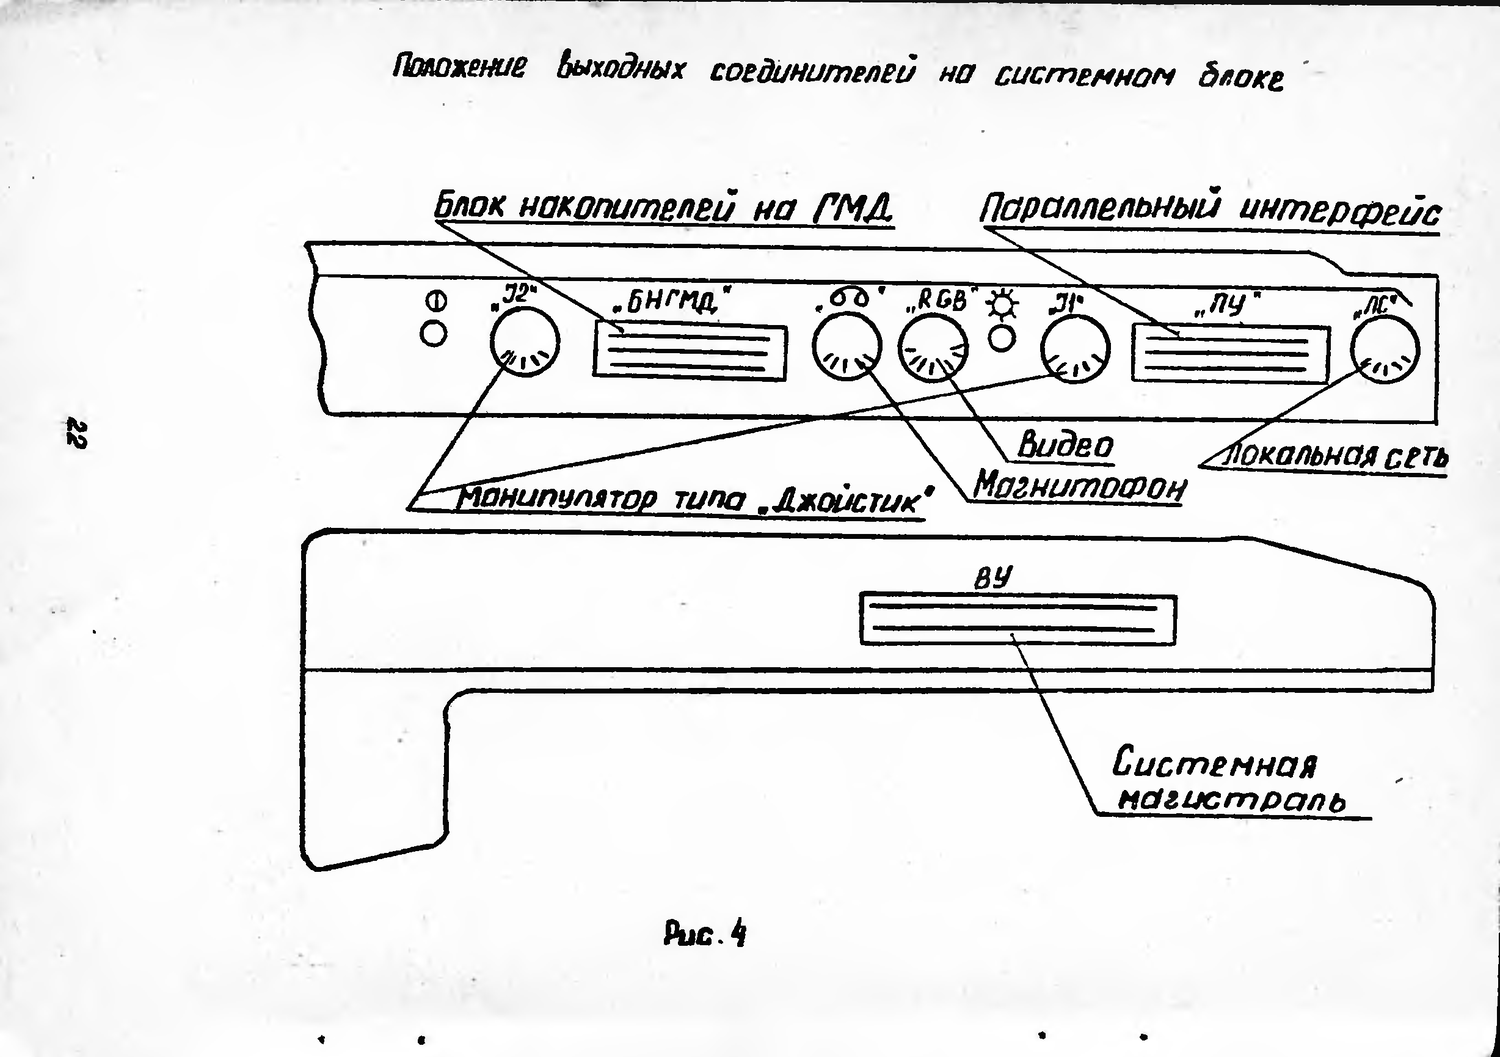 Положение выходных соединителей на системном блоке
Блок накопителей на ГМД
Параллельный интерфейс
„J2“ „БНГМД“ „RGB“ „J1“ „ПУ“ „ЛС“
Видео
Локальная сеть
Магнитофон
Манипулятор типа „Джойстик“
22
ВУ
Системная
магистраль
Рис. 4